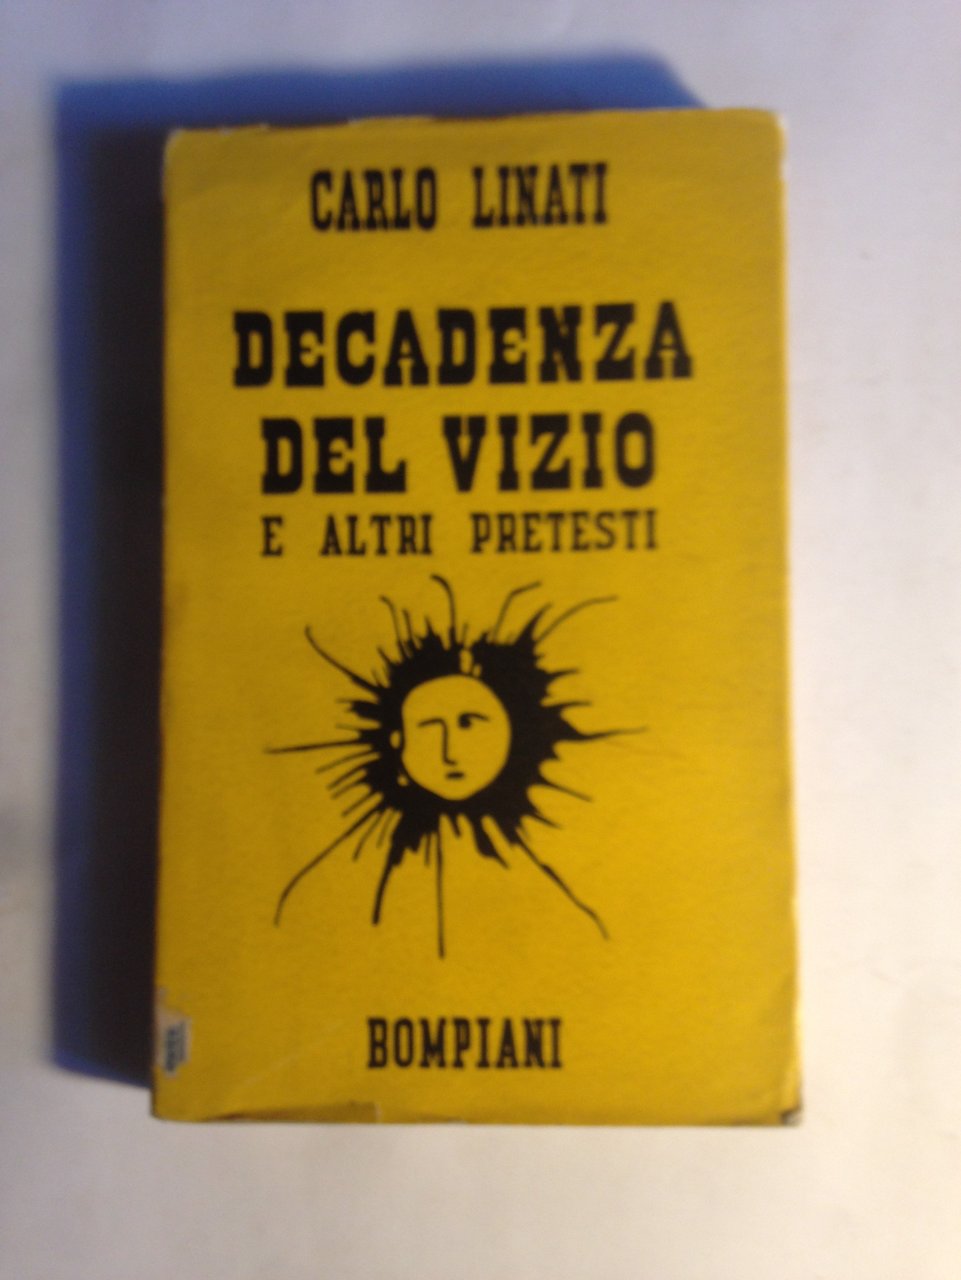 CARLO LINATI
DECADENZA
DEL VIZIO
E ALTRI PRETESTI
BOMPIANI